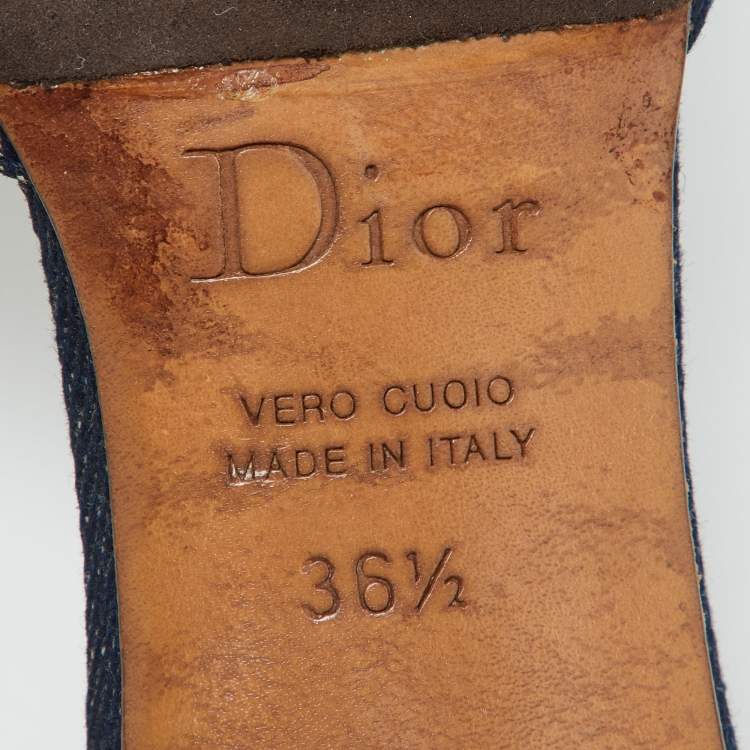 Dior
VERO CUOIO
MADE IN ITALY
36½